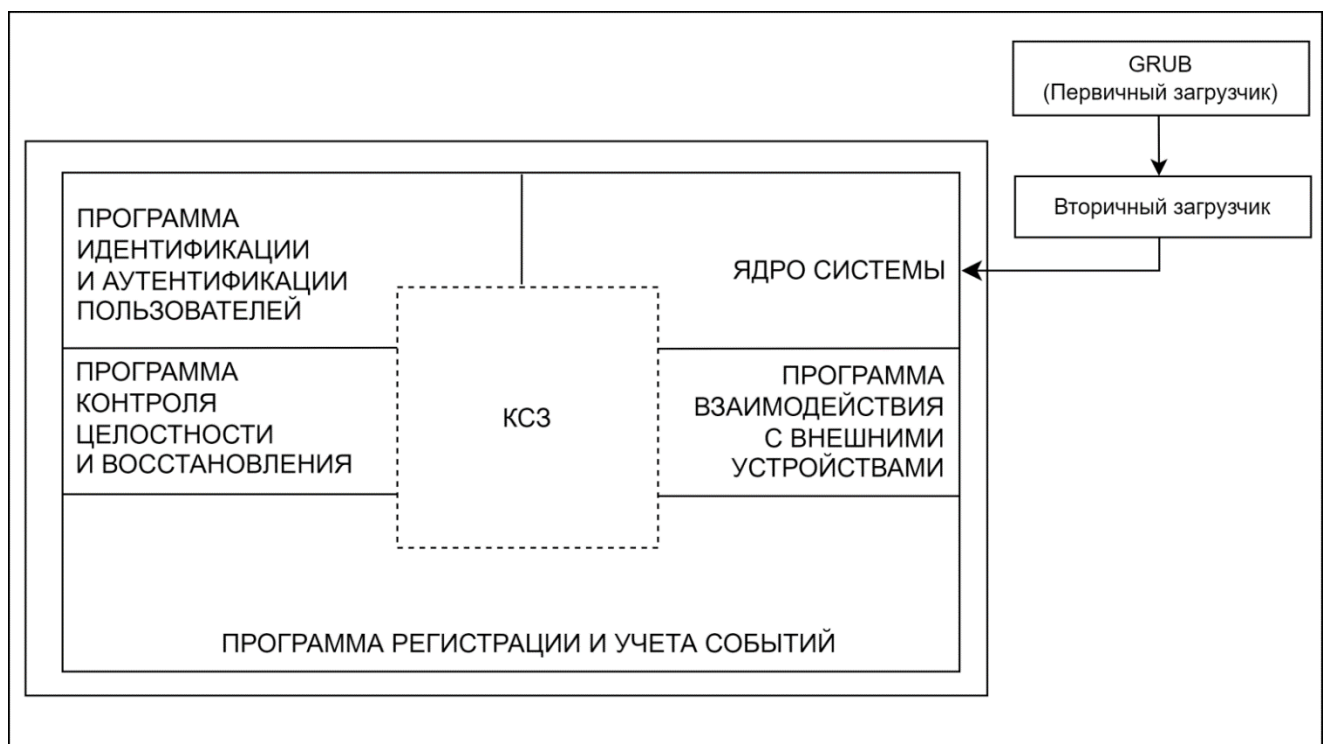 GRUB
(Первичный загрузчик)
Вторичный загрузчик
ПРОГРАММА
ИДЕНТИФИКАЦИИ
И АУТЕНТИФИКАЦИИ
ПОЛЬЗОВАТЕЛЕЙ
ЯДРО СИСТЕМЫ
ПРОГРАММА
КОНТРОЛЯ
ЦЕЛОСТНОСТИ
И ВОССТАНОВЛЕНИЯ
КСЗ
ПРОГРАММА
ВЗАИМОДЕЙСТВИЯ
С ВНЕШНИМИ
УСТРОЙСТВАМИ
ПРОГРАММА РЕГИСТРАЦИИ И УЧЕТА СОБЫТИЙ